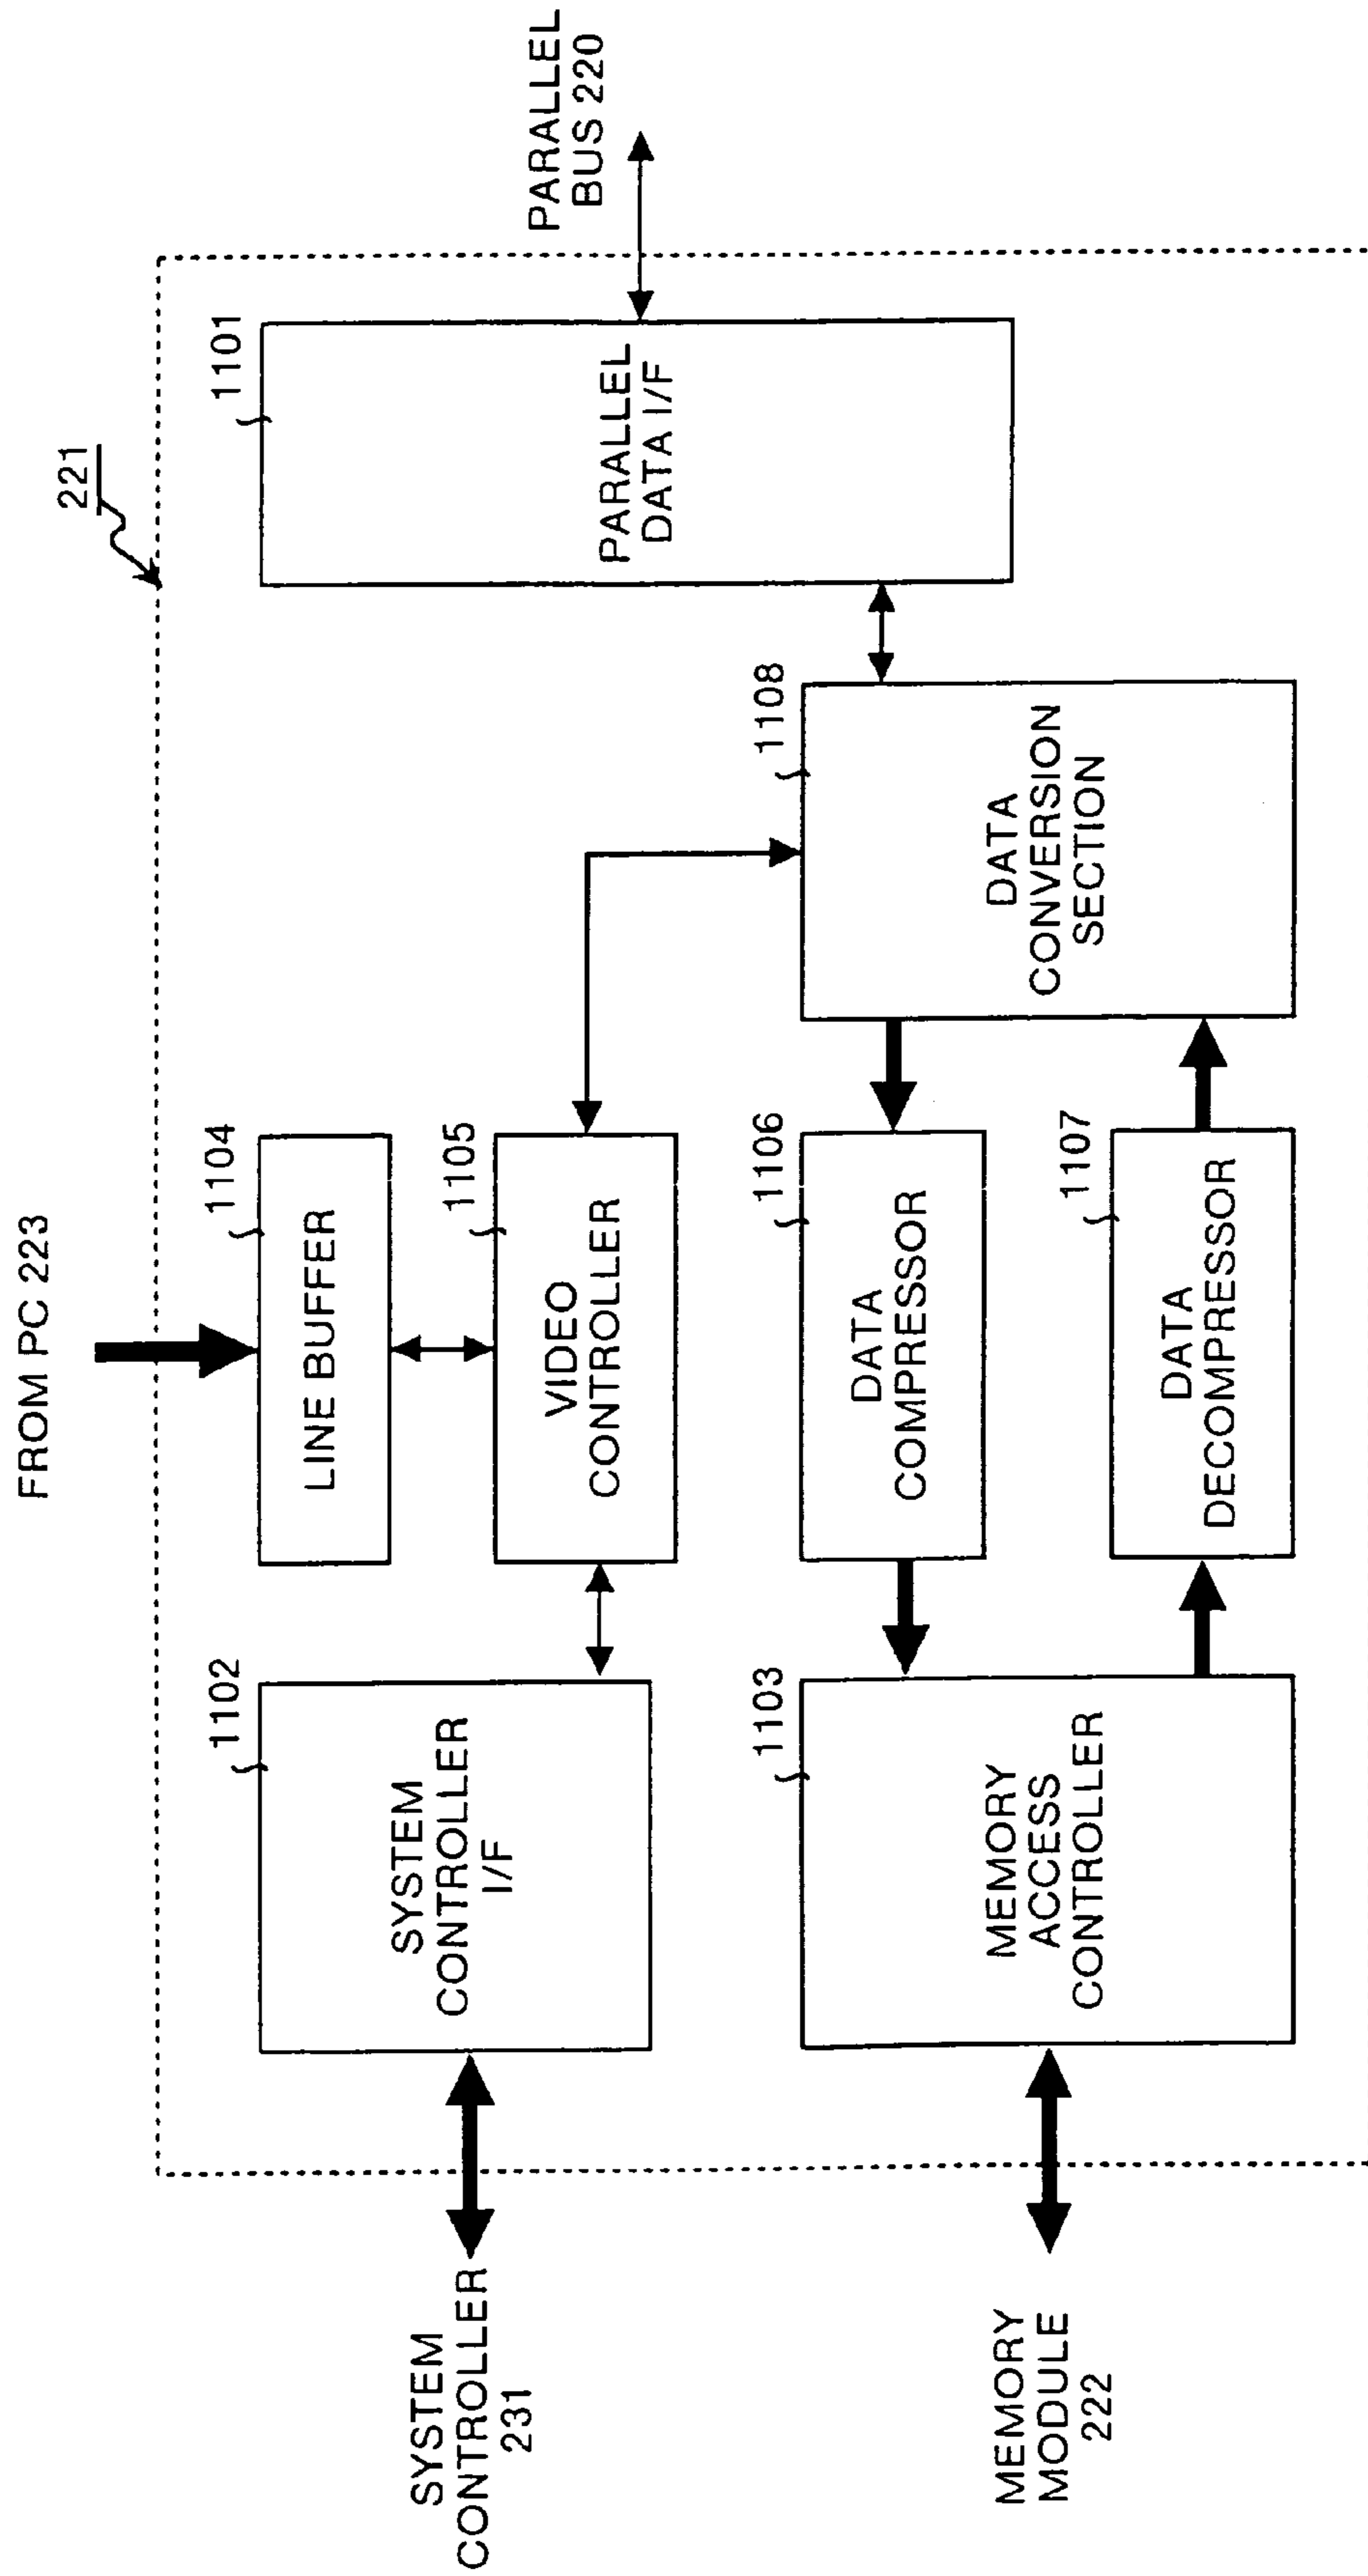 FROM PC 223
221
1102
SYSTEM
CONTROLLER
I/F
1104
LINE BUFFER
1101
PARALLEL
DATA I/F
PARALLEL
BUS 220
SYSTEM
CONTROLLER
231
1105
VIDEO
CONTROLLER
1103
MEMORY
ACCESS
CONTROLLER
1106
DATA
COMPRESSOR
1108
DATA
CONVERSION
SECTION
MEMORY
MODULE
222
1107
DATA
DECOMPRESSOR